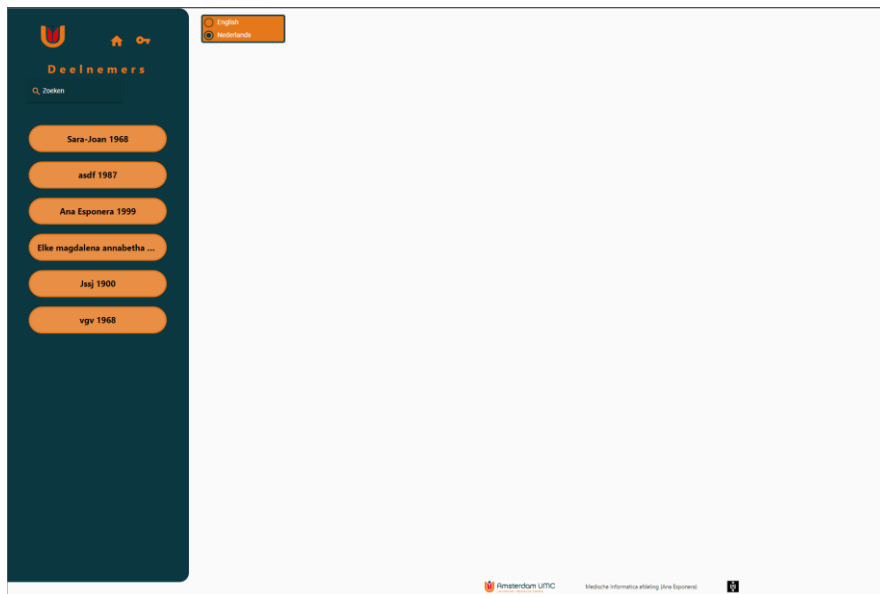 English
Nederlands
Deelnemers
Zoeken
Sara-Joan 1968
asdf 1987
Ana Esponera 1999
Elke magdalena annabetha ...
Jssj 1900
vgv 1968
Amsterdam UMC
Medische Informatica afdeling (Ana Esponera)